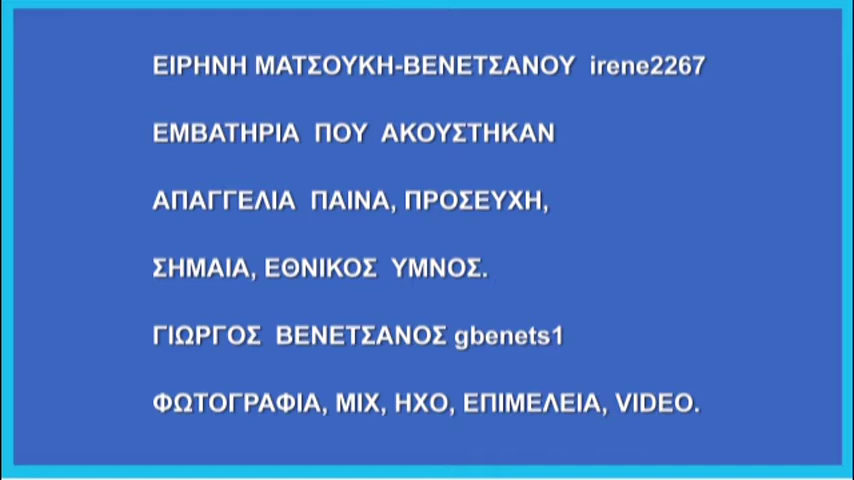 ΕΙΡΗΝΗ ΜΑΤΣΟΥΚΗ-ΒΕΝΕΤΣΑΝΟΥ irene2267
ΕΜΒΑΤΗΡΙΑ ΠΟΥ ΑΚΟΥΣΤΗΚΑΝ
ΑΠΑΓΓΕΛΙΑ ΠΑΙΝΑ, ΠΡΟΣΕΥΧΗ,
ΣΗΜΑΙΑ, ΕΘΝΙΚΟΣ ΥΜΝΟΣ.
ΓΙΩΡΓΟΣ ΒΕΝΕΤΣΑΝΟΣ gbenets1
ΦΩΤΟΓΡΑΦΙΑ, ΜΙΧ, ΗΧΟ, ΕΠΙΜΕΛΕΙΑ, VIDEO.